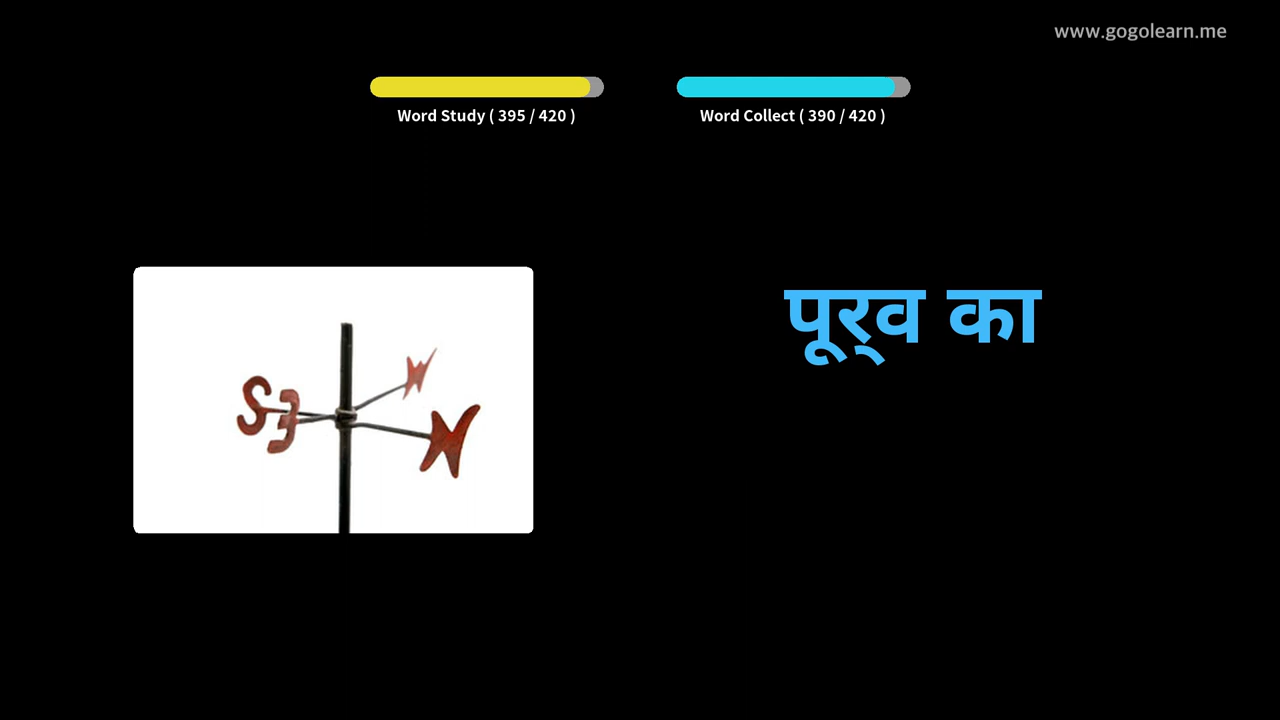 www.gogolearn.me
Word Study ( 395 / 420 )
Word Collect ( 390 / 420 )
पूर्‌व का
S E N N